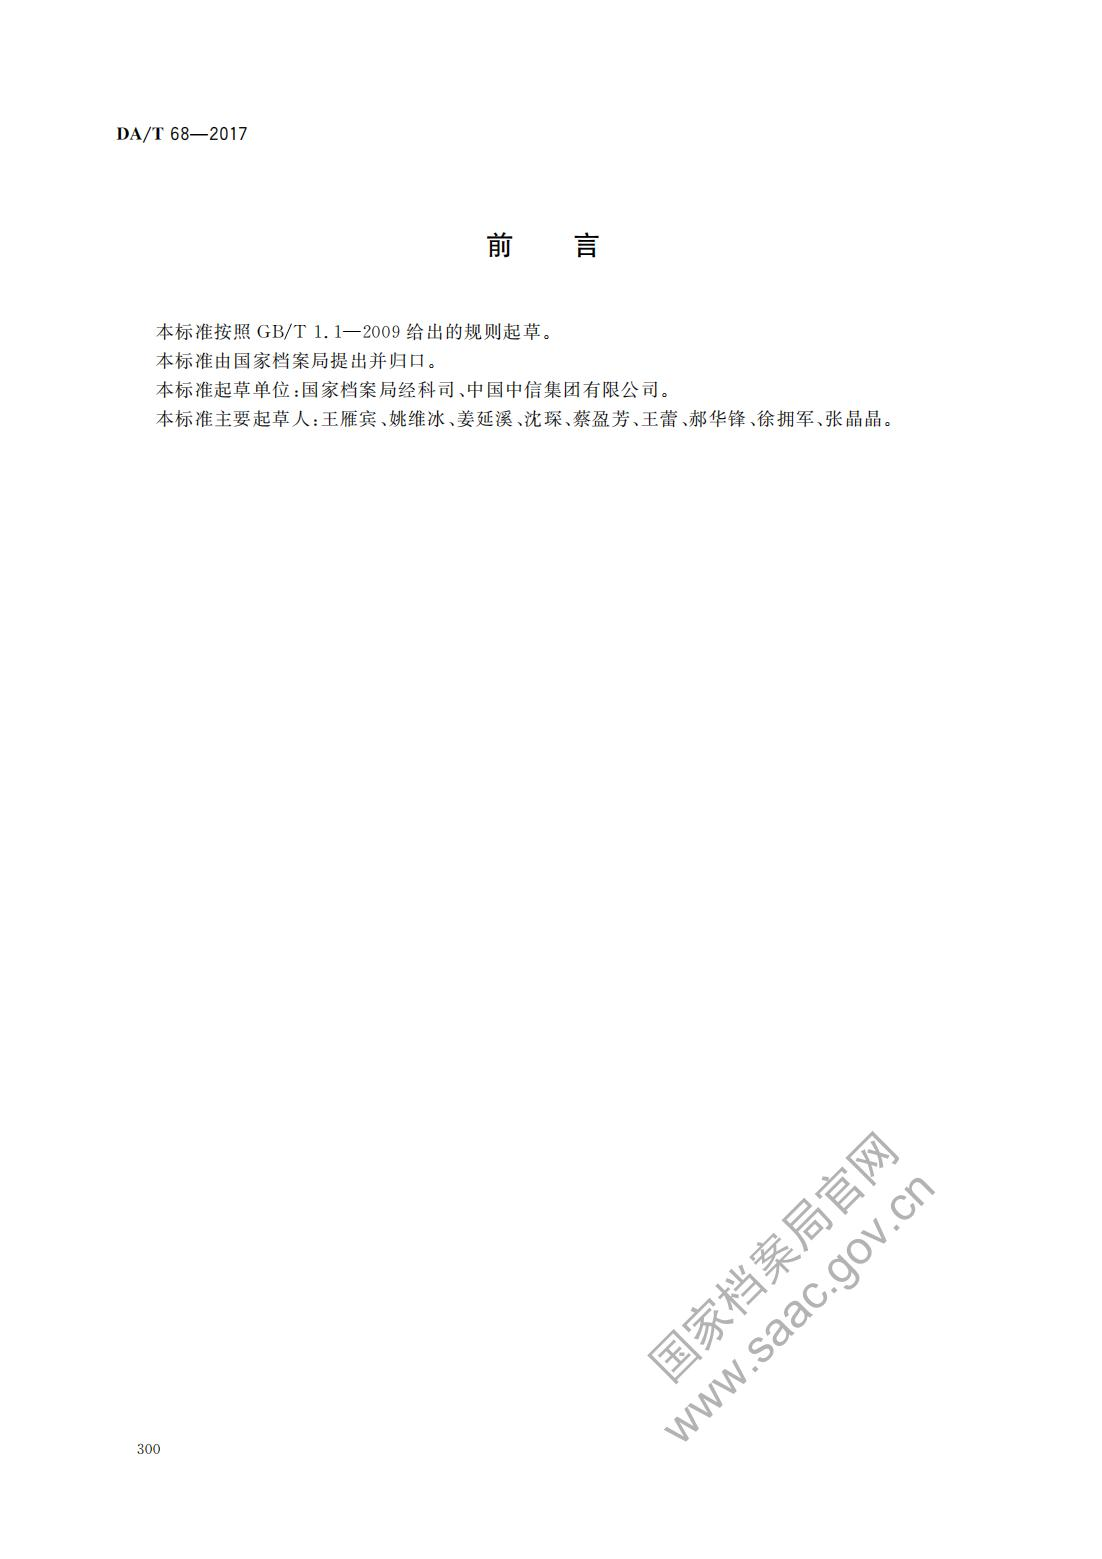 DA/T 68—2017
前 言
本标准按照 GB/T 1.1—2009 给出的规则起草。
本标准由国家档案局提出并归口。
本标准起草单位:国家档案局经科司、中国中信集团有限公司。
本标准主要起草人:王雁宾、姚维冰、姜延溪、沈琛、蔡盈芳、王蕾、郝华锋、徐拥军、张晶晶。
国家档案局官网
www.saac.gov.cn
300